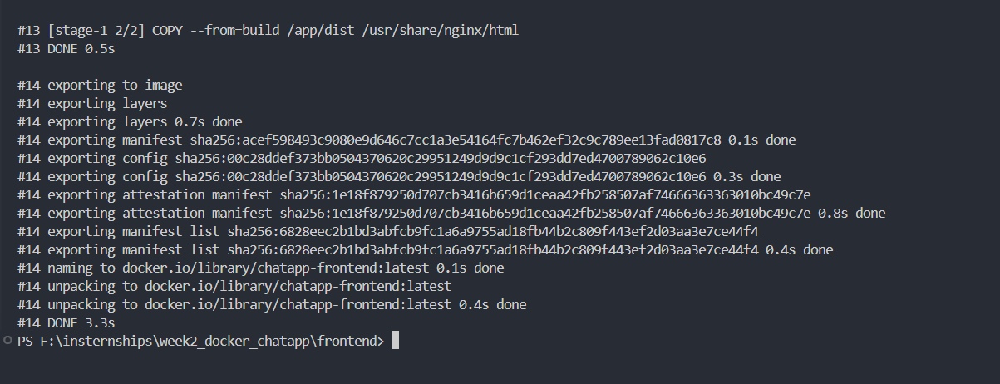 #13 [stage-1 2/2] COPY --from=build /app/dist /usr/share/nginx/html
#13 DONE 0.5s
#14 exporting to image
#14 exporting layers
#14 exporting layers 0.7s done
#14 exporting manifest sha256:acef598493c9080e9d646c7cc1a3e54164fc7b462ef32c9c789ee13fad0817c8 0.1s done
#14 exporting config sha256:00c28ddef373bb0504370620c29951249d9d9c1cf293dd7ed4700789062c10e6
#14 exporting config sha256:00c28ddef373bb0504370620c29951249d9d9c1cf293dd7ed4700789062c10e6 0.3s done
#14 exporting attestation manifest sha256:1e18f879250d707cb3416b659d1ceaa42fb258507af74666363363010bc49c7e
#14 exporting attestation manifest sha256:1e18f879250d707cb3416b659d1ceaa42fb258507af74666363363010bc49c7e 0.8s done
#14 exporting manifest list sha256:6828eec2b1bd3abfcb9fc1a6a9755ad18fb44b2c809f443ef2d03aa3e7ce44f4
#14 exporting manifest list sha256:6828eec2b1bd3abfcb9fc1a6a9755ad18fb44b2c809f443ef2d03aa3e7ce44f4 0.4s done
#14 naming to docker.io/library/chatapp-frontend:latest 0.1s done
#14 unpacking to docker.io/library/chatapp-frontend:latest
#14 unpacking to docker.io/library/chatapp-frontend:latest 0.4s done
#14 DONE 3.3s
PS F:\insternships\week2_docker_chatapp\frontend>